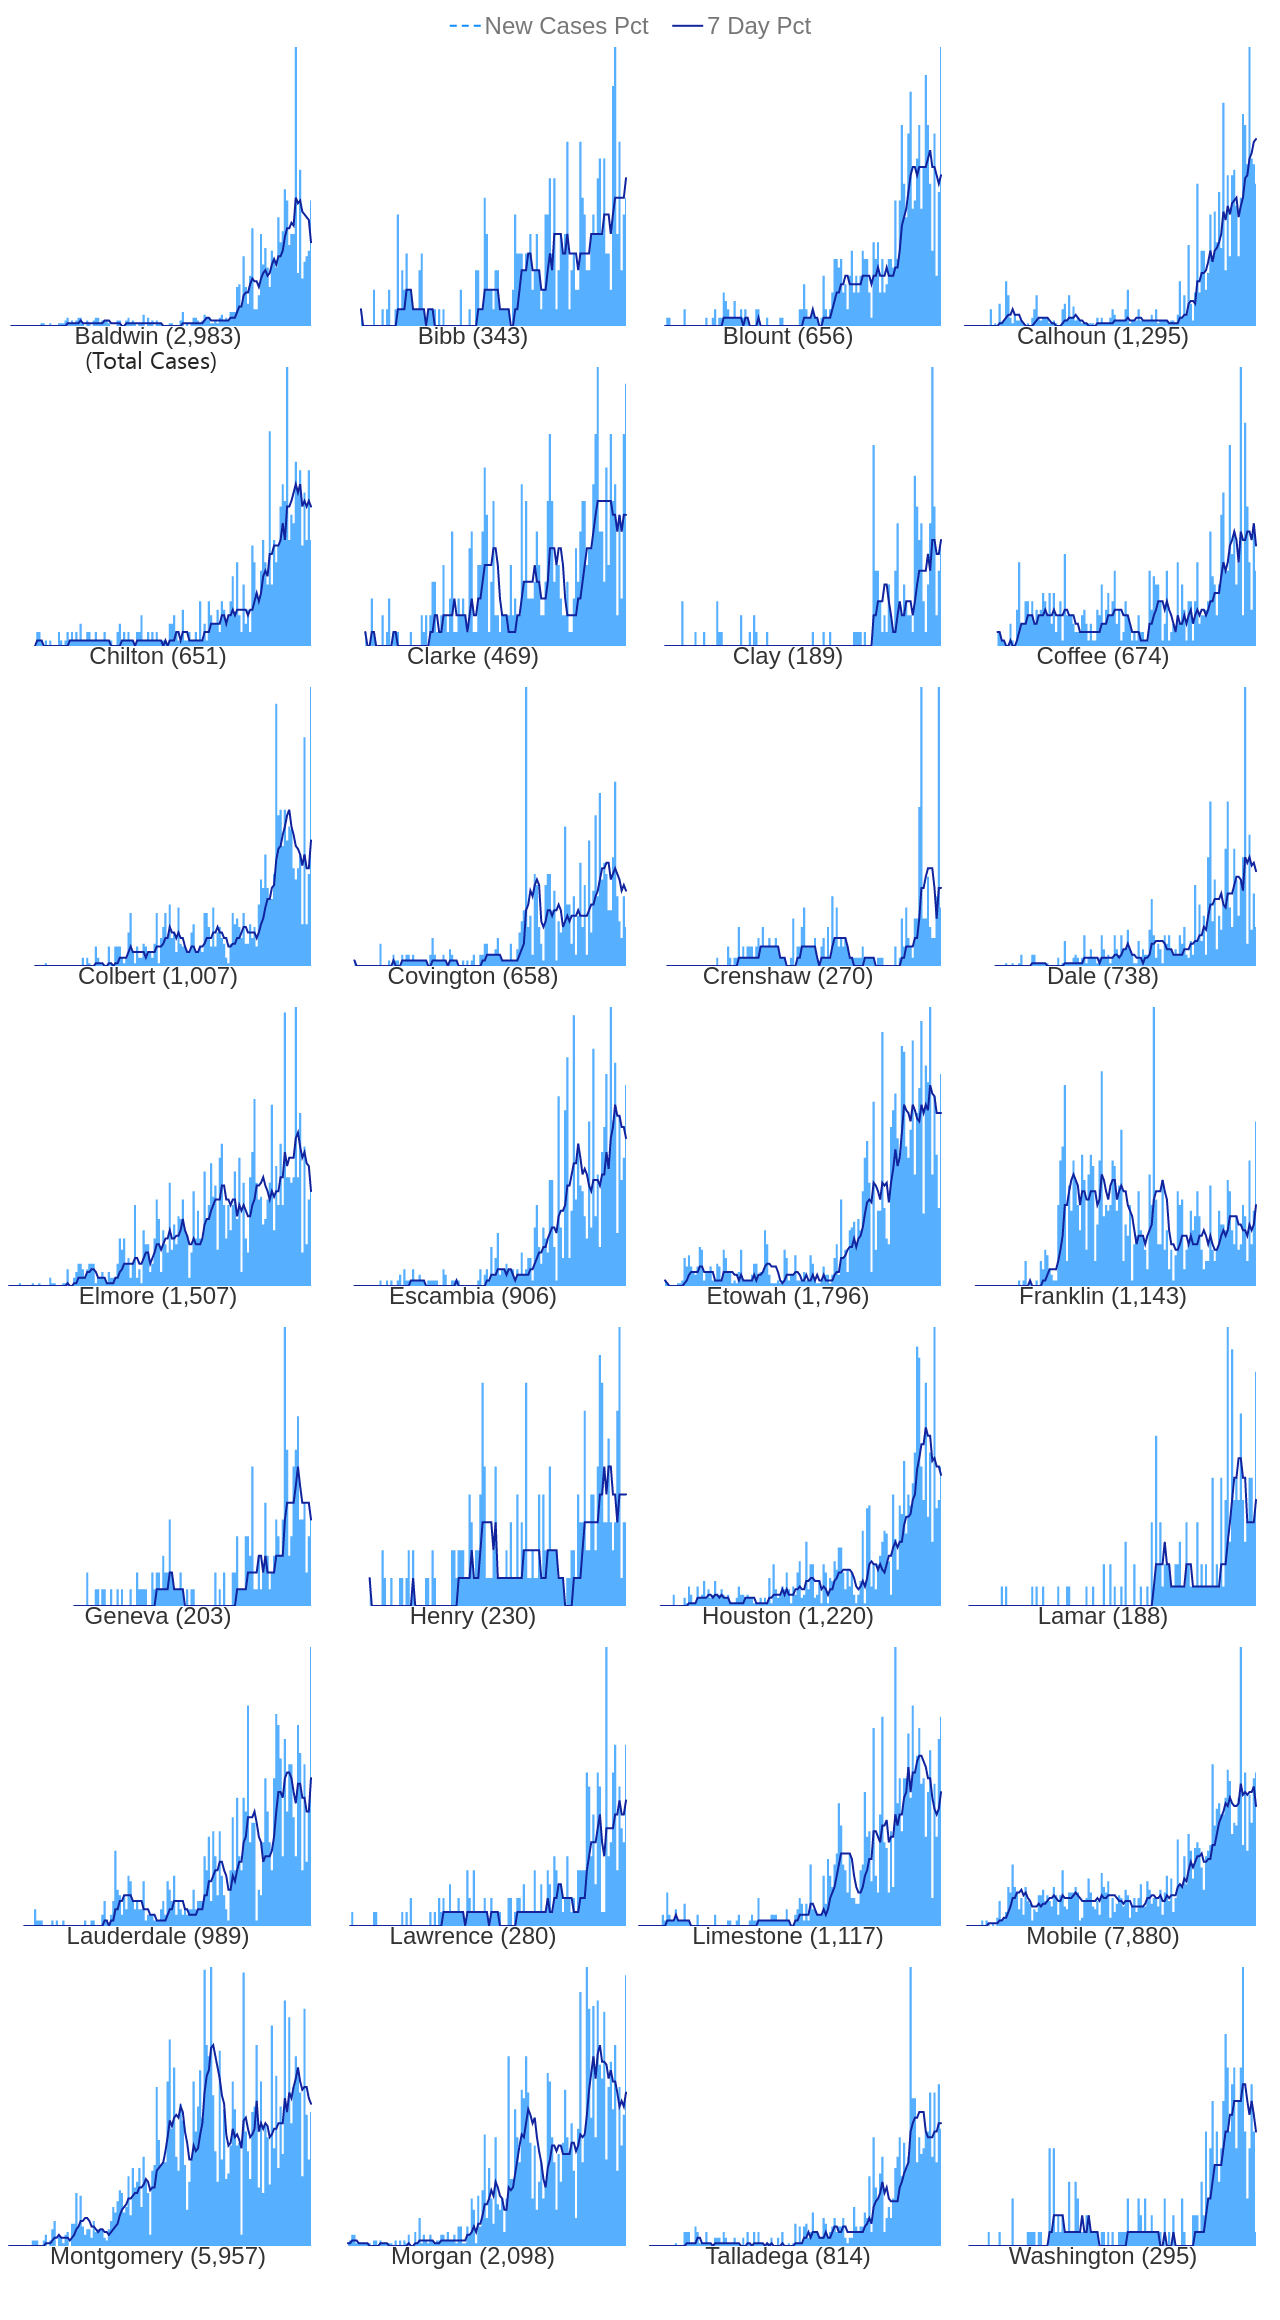 New Cases Pct 7 Day Pct
Baldwin (2,983) Bibb (343) Blount (656) Calhoun (1,295)
(Total Cases)
Chilton (651) Clarke (469) Clay (189) Coffee (674)
Colbert (1,007) Covington (658) Crenshaw (270) Dale (738)
Elmore (1,507) Escambia (906) Etowah (1,796) Franklin (1,143)
Geneva (203) Henry (230) Houston (1,220) Lamar (188)
Lauderdale (989) Lawrence (280) Limestone (1,117) Mobile (7,880)
Montgomery (5,957) Morgan (2,098) Talladega (814) Washington (295)